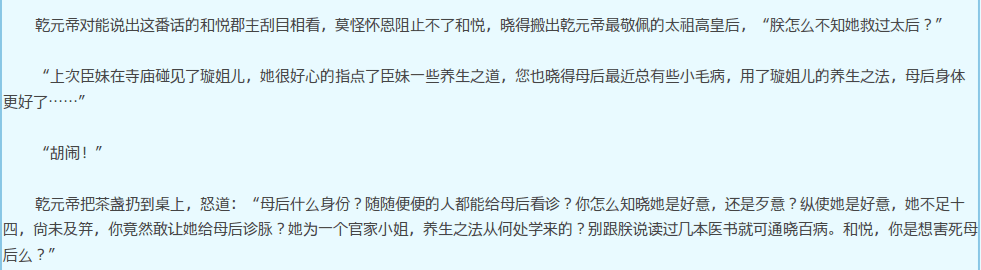 乾元帝对能说出这番话的和悦郡主刮目相看，莫怪怀恩阻止不了和悦，晓得搬出乾元帝最敬佩的太祖高皇后，“朕怎么不知她救过太后？”
“上次臣妹在寺庙碰见了璇姐儿，她很好心的指点了臣妹一些养生之道，您也晓得母后最近总有些小毛病，用了璇姐儿的养生之法，母后身体
更好了……”
“胡闹！”
乾元帝把茶盏扔到桌上，怒道：“母后什么身份？随随便便的人都能给母后看诊？你怎么知晓她是好意，还是歹意？纵使她是好意，她不足十
四，尚未及笄，你竟然敢让她给母后诊脉？她为一个官家小姐，养生之法从何处学来的？别跟朕说读过几本医书就可通晓百病。和悦，你是想害死母
后么？”